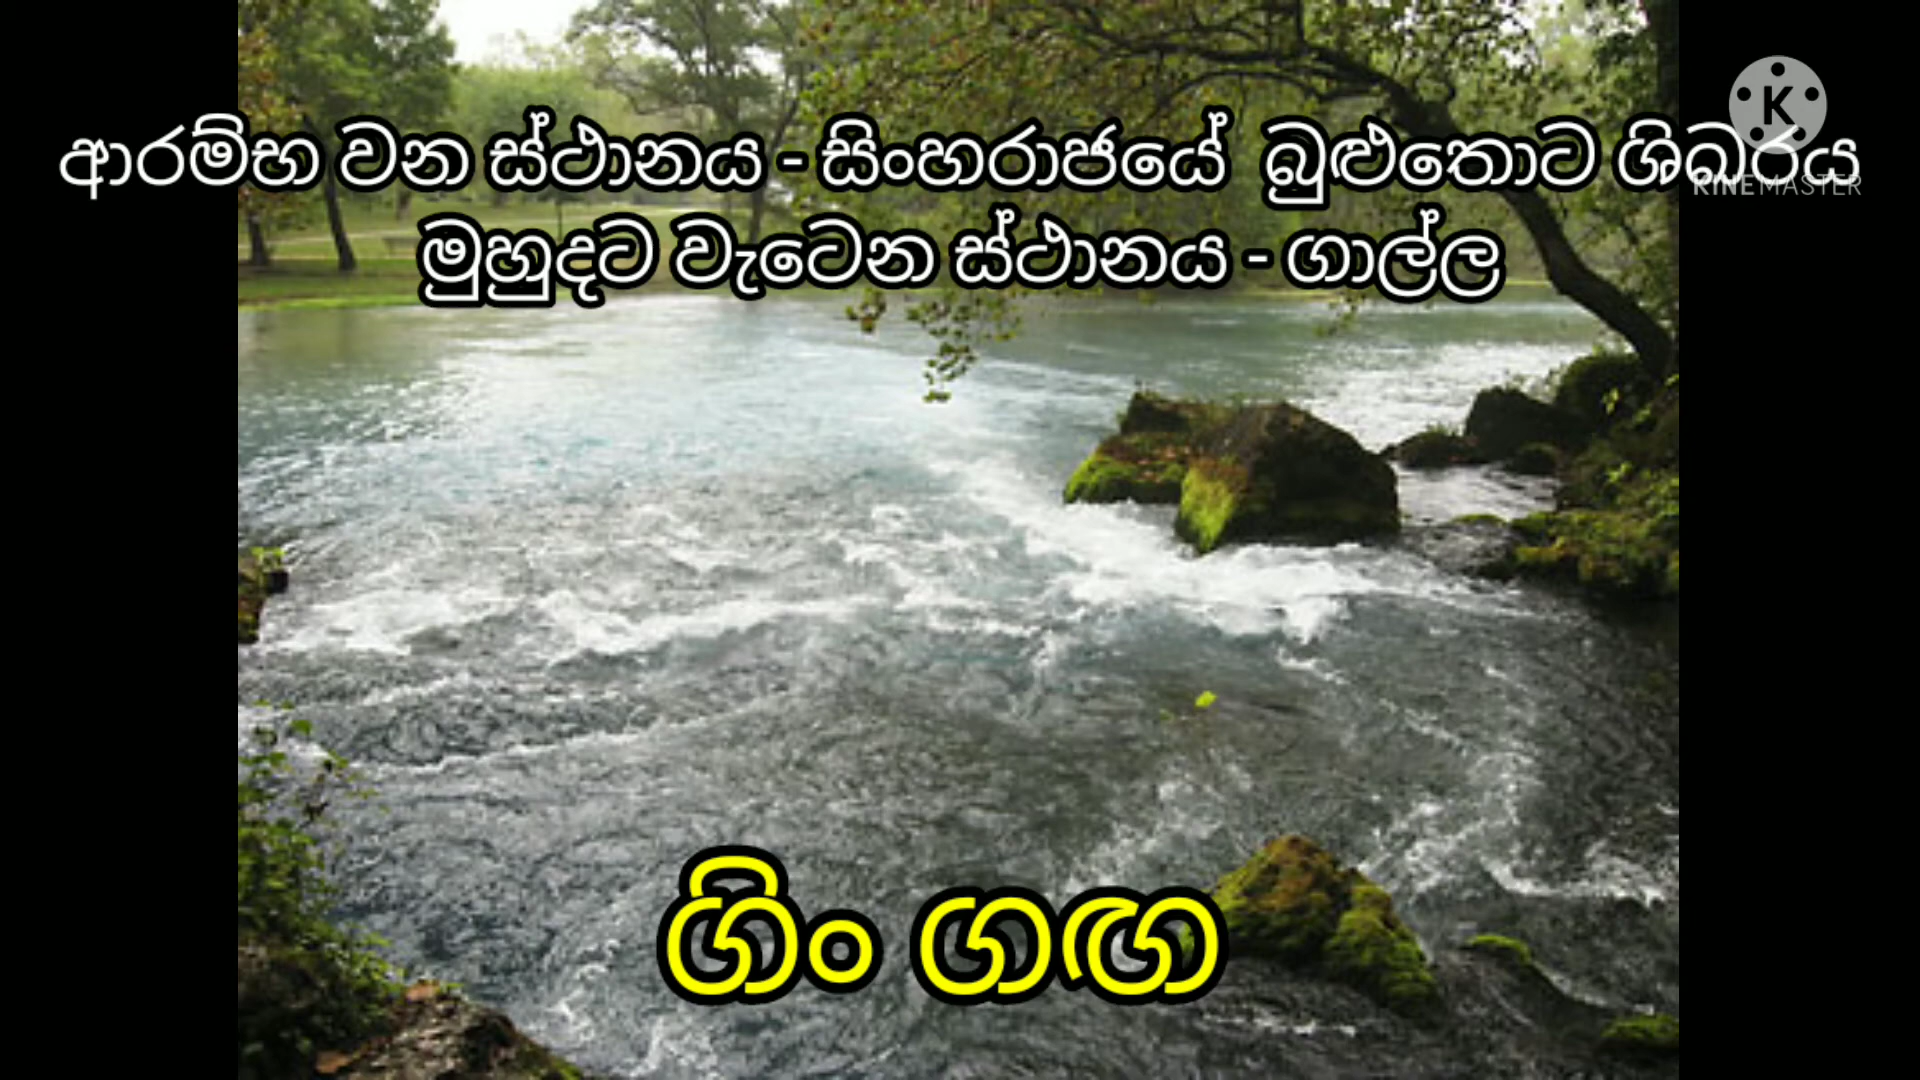 ආරම්භ වන ස්ථානය - සිංහරාජයේ බුළුතොට ශිඛරය
මුහුදට වැටෙන ස්ථානය - ගාල්ල
ගිං ගඟ
K
KINEMASTER